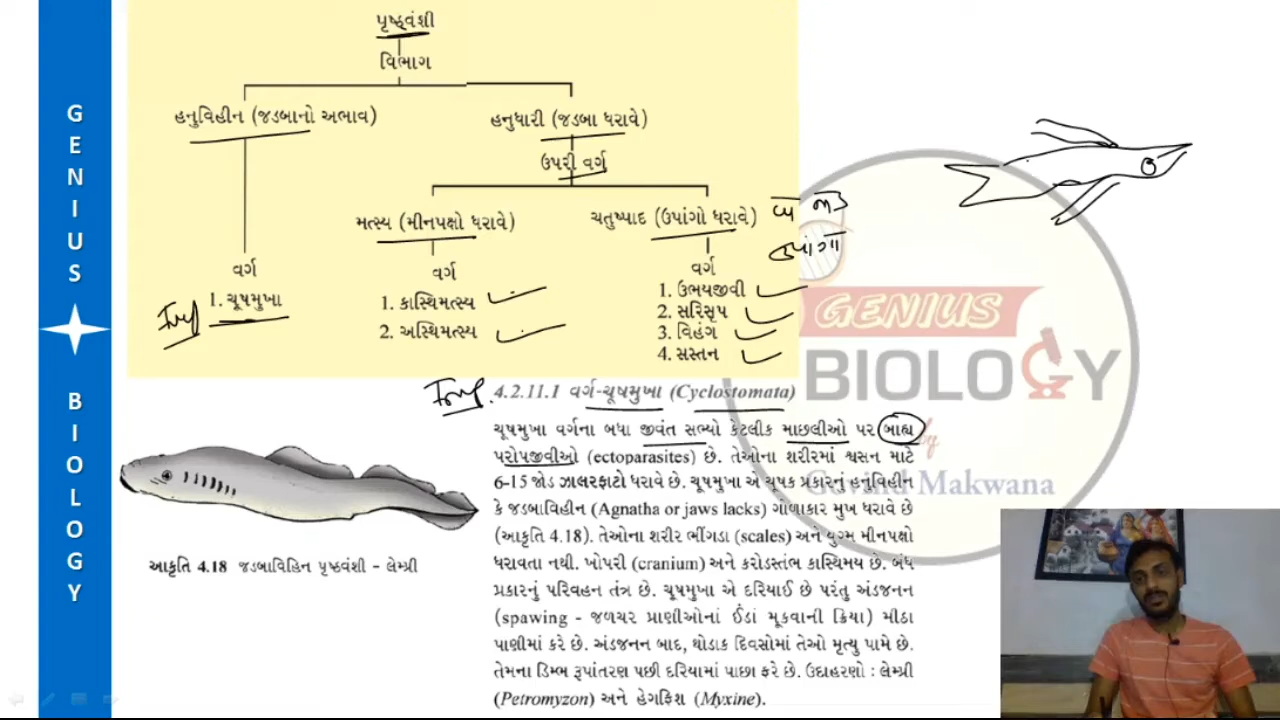 GENIUS BIOLOGY
પૃષ્ઠવંશી
વિભાગ
હનુવિહીન (જડબાનો અભાવ)
હનુધારી (જડબા ધરાવે)
ઉપરી વર્ગ
મત્સ્ય (મીનપક્ષો ધરાવે)
ચતુષ્પાદ (ઉપાંગો ધરાવે)
વર્ગ
1. ચૂષમુખા
Imp
વર્ગ
1. કાસ્થિમત્સ્ય
2. અસ્થિમત્સ્ય
વર્ગ
1. ઉભયજીવી
2. સરિસૃપ
3. વિહંગ
4. સસ્તન
ઉપાંગો
GENIUS
BIOLOGY
by
Govind Makwana
Imp.
4.2.11.1 વર્ગ-ચૂષમુખા (Cyclostomata)
ચૂષમુખા વર્ગના બધા જીવંત સભ્યો કેટલીક માછલીઓ પર બાહ્ય
પરોપજીવીઓ (ectoparasites) છે. તેઓના શરીરમાં શ્વસન માટે
6-15 જોડ ઝાલરફાટો ધરાવે છે. ચૂષમુખા એ ચૂષક પ્રકારનું હનુંવિહીન
કે જડબાવિહીન (Agnatha or jaws lacks) ગોળાકાર મુખ ધરાવે છે
(આકૃતિ 4.18). તેઓના શરીર ભીંગડા (scales) અને યુગ્મ મીનપક્ષો
ધરાવતા નથી. ખોપરી (cranium) અને કરોડસ્તંભ કાસ્થિમય છે. બંધ
પ્રકારનું પરિવહન તંત્ર છે. ચૂષમુખા એ દરિયાઈ છે પરંતુ અંડજનન
(spawing - જળચર પ્રાણીઓનાં ઈંડાં મૂકવાની ક્રિયા) મીઠા
પાણીમાં કરે છે. અંડજનન બાદ, થોડાક દિવસોમાં તેઓ મૃત્યુ પામે છે.
તેમના ડિમ્ભ રૂપાંતરણ પછી દરિયામાં પાછા ફરે છે. ઉદાહરણો : લેમ્પ્રી
(Petromyzon) અને હેગફિશ (Myxine).
આકૃતિ 4.18 જડબાવિહિન પૃષ્ઠવંશી - લેમ્પ્રી